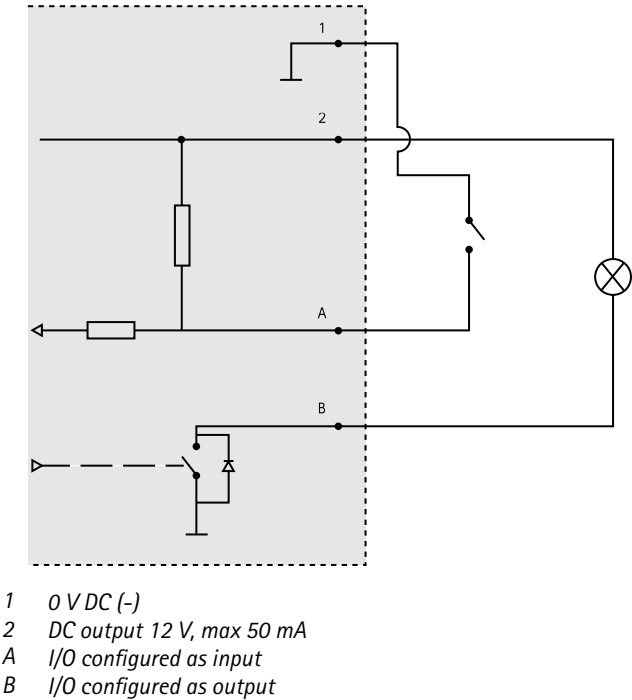 1
2
A
B
1 0 V DC (-)
2 DC output 12 V, max 50 mA
A I/O configured as input
B I/O configured as output